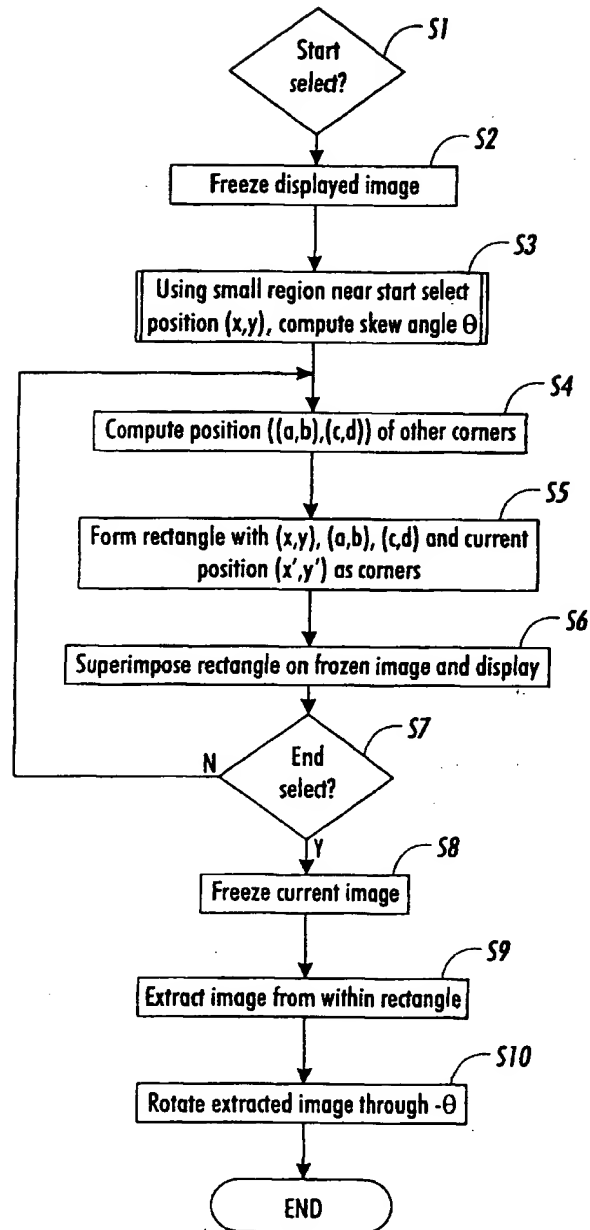 S1
Start
select?
S2
Freeze displayed image
S3
Using small region near start select
position (x,y), compute skew angle θ
S4
Compute position ((a,b),(c,d)) of other corners
S5
Form rectangle with (x,y), (a,b), (c,d) and current
position (x′,y′) as corners
S6
Superimpose rectangle on frozen image and display
S7
End
select?
N
Y
S8
Freeze current image
S9
Extract image from within rectangle
S10
Rotate extracted image through -θ
END